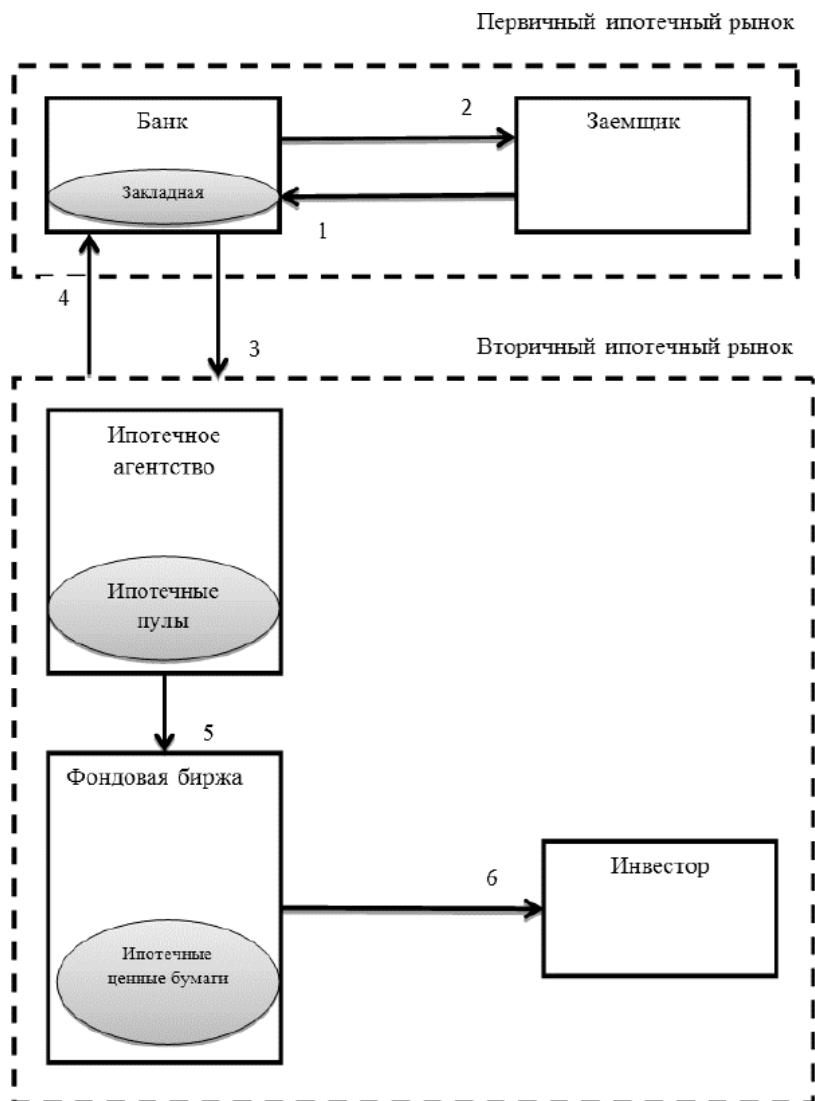 Первичный ипотечный рынок
Банк
2
Заемщик
Закладная
1
4
3
Вторичный ипотечный рынок
Ипотечное
агентство
Ипотечные
пулы
5
Фондовая биржа
6
Инвестор
Ипотечные
ценные бумаги